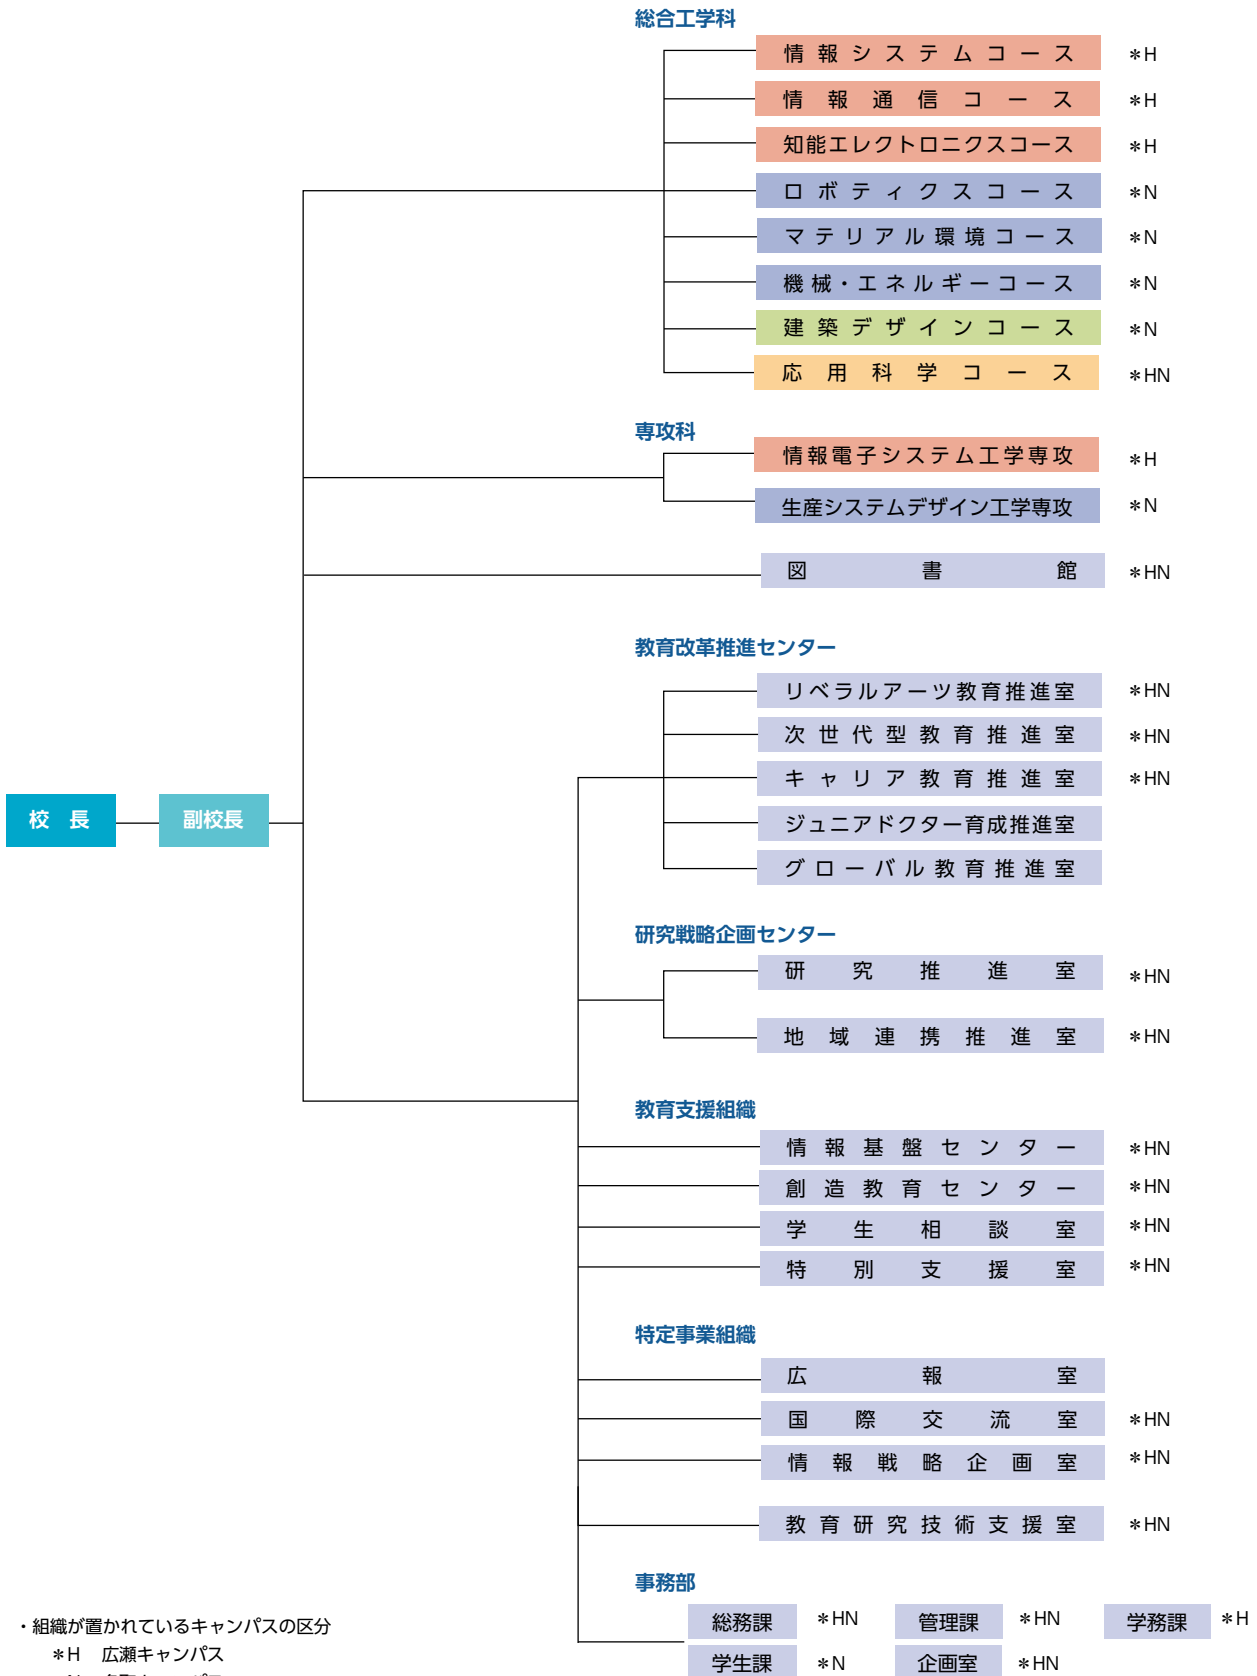 総合工学科
情報システムコース ＊H
情報通信コース ＊H
知能エレクトロニクスコース ＊H
ロボティクスコース ＊N
マテリアル環境コース ＊N
機械・エネルギーコース ＊N
建築デザインコース ＊N
応用科学コース ＊HN
専攻科
情報電子システム工学専攻 ＊H
生産システムデザイン工学専攻 ＊N
図書館 ＊HN
教育改革推進センター
リベラルアーツ教育推進室 ＊HN
次世代型教育推進室 ＊HN
キャリア教育推進室 ＊HN
校長 副校長
ジュニアドクター育成推進室
グローバル教育推進室
研究戦略企画センター
研究推進室 ＊HN
地域連携推進室 ＊HN
教育支援組織
情報基盤センター ＊HN
創造教育センター ＊HN
学生相談室 ＊HN
特別支援室 ＊HN
特定事業組織
広報室
国際交流室 ＊HN
情報戦略企画室 ＊HN
教育研究技術支援室 ＊HN
事務部
総務課 ＊HN 管理課 ＊HN 学務課 ＊H
学生課 ＊N 企画室 ＊HN
・組織が置かれているキャンパスの区分
＊H 広瀬キャンパス